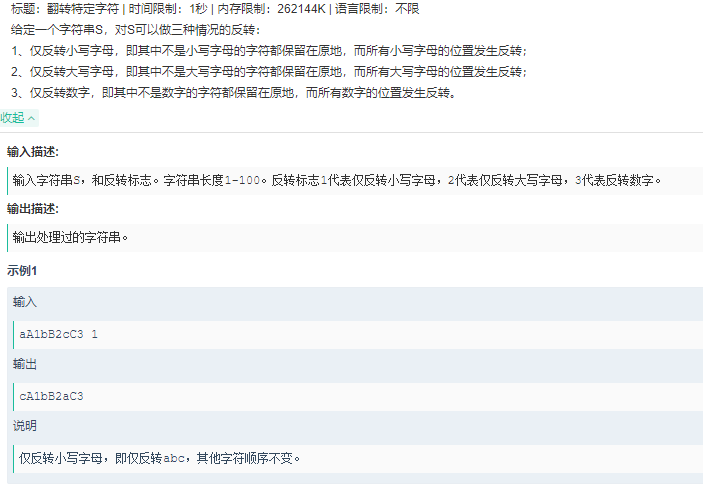 标题：翻转特定字符 | 时间限制：1秒 | 内存限制：262144K | 语言限制：不限
给定一个字符串S，对S可以做三种情况的反转：
1、仅反转小写字母，即其中不是小写字母的字符都保留在原地，而所有小写字母的位置发生反转；
2、仅反转大写字母，即其中不是大写字母的字符都保留在原地，而所有大写字母的位置发生反转；
3、仅反转数字，即其中不是数字的字符都保留在原地，而所有数字的位置发生反转。
收起
输入描述:
输入字符串S，和反转标志。字符串长度1-100。反转标志1代表仅反转小写字母，2代表仅反转大写字母，3代表反转数字。
输出描述:
输出处理过的字符串。
示例1
输入
aA1bB2cC3 1
输出
cA1bB2aC3
说明
仅反转小写字母，即仅反转abc，其他字符顺序不变。